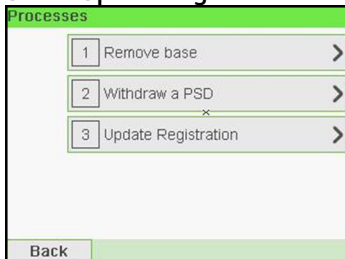 Processes
1 Remove base
2 Withdraw a PSD
3 Update Registration
Back